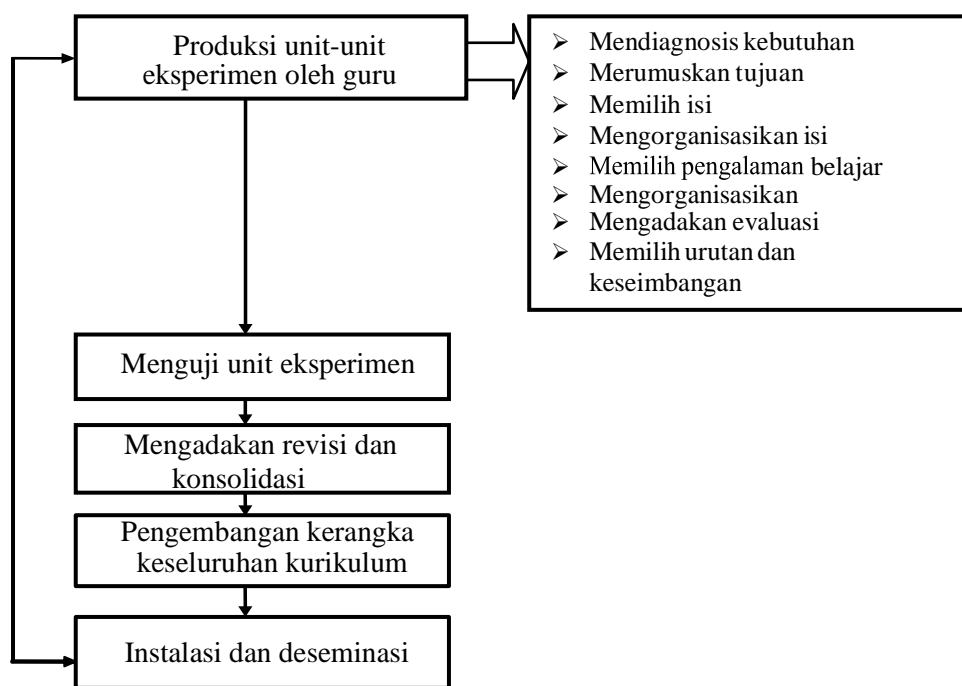 Produksi unit-unit
eksperimen oleh guru
➢ Mendiagnosis kebutuhan
➢ Merumuskan tujuan
➢ Memilih isi
➢ Mengorganisasikan isi
➢ Memilih pengalaman belajar
➢ Mengorganisasikan
➢ Mengadakan evaluasi
➢ Memilih urutan dan
keseimbangan
Menguji unit eksperimen
Mengadakan revisi dan
konsolidasi
Pengembangan kerangka
keseluruhan kurikulum
Instalasi dan deseminasi